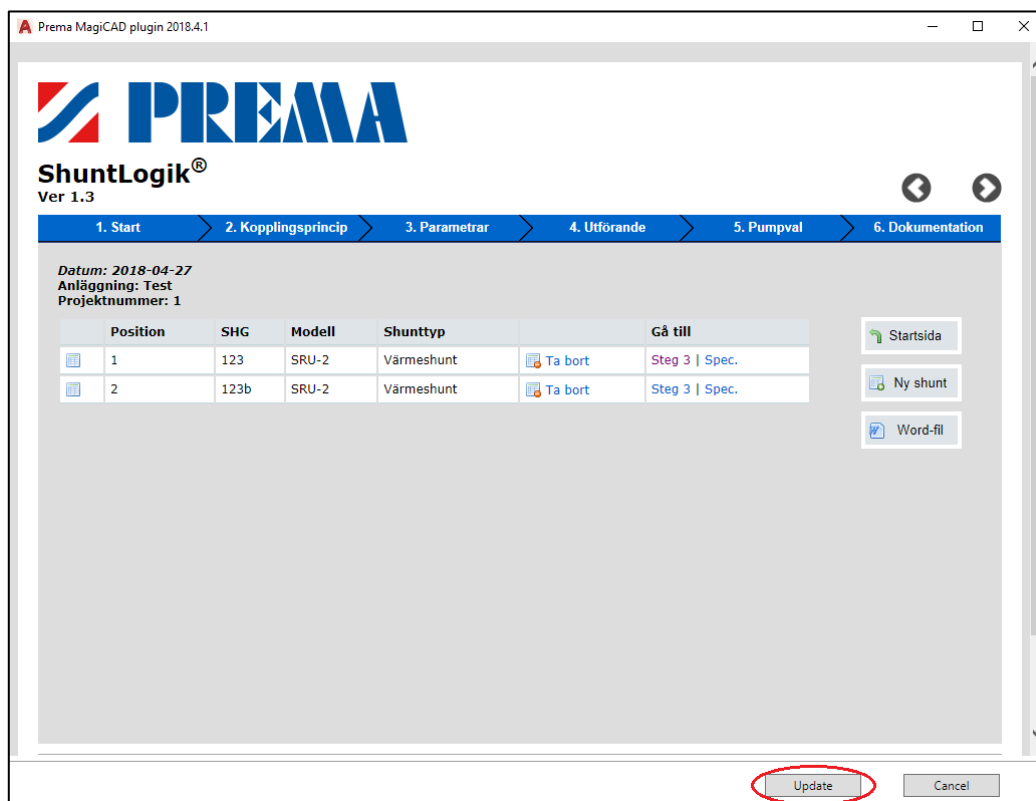 Prema MagiCAD plugin 2018.4.1
PREMA
ShuntLogik®
Ver 1.3
1. Start 2. Kopplingsprincip 3. Parametrar 4. Utförande 5. Pumpval 6. Dokumentation
Datum: 2018-04-27
Anläggning: Test
Projektnummer: 1
Position SHG Modell Shunttyp Gå till
1 123 SRU-2 Värmeshunt Ta bort Steg 3 | Spec.
2 123b SRU-2 Värmeshunt Ta bort Steg 3 | Spec.
Startsida
Ny shunt
Word-fil
Update Cancel